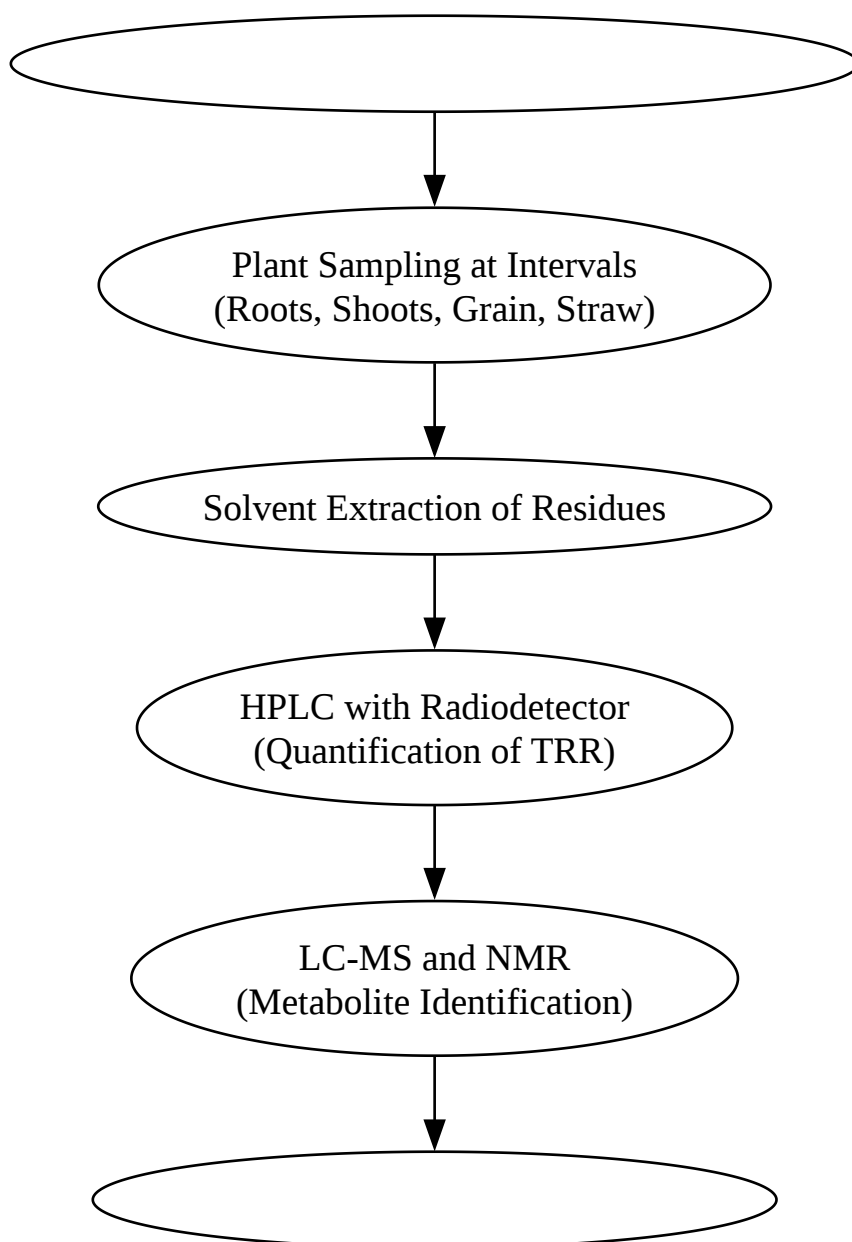 Plant Sampling at Intervals
(Roots, Shoots, Grain, Straw)
Solvent Extraction of Residues
HPLC with Radiodetector
(Quantification of TRR)
LC-MS and NMR
(Metabolite Identification)